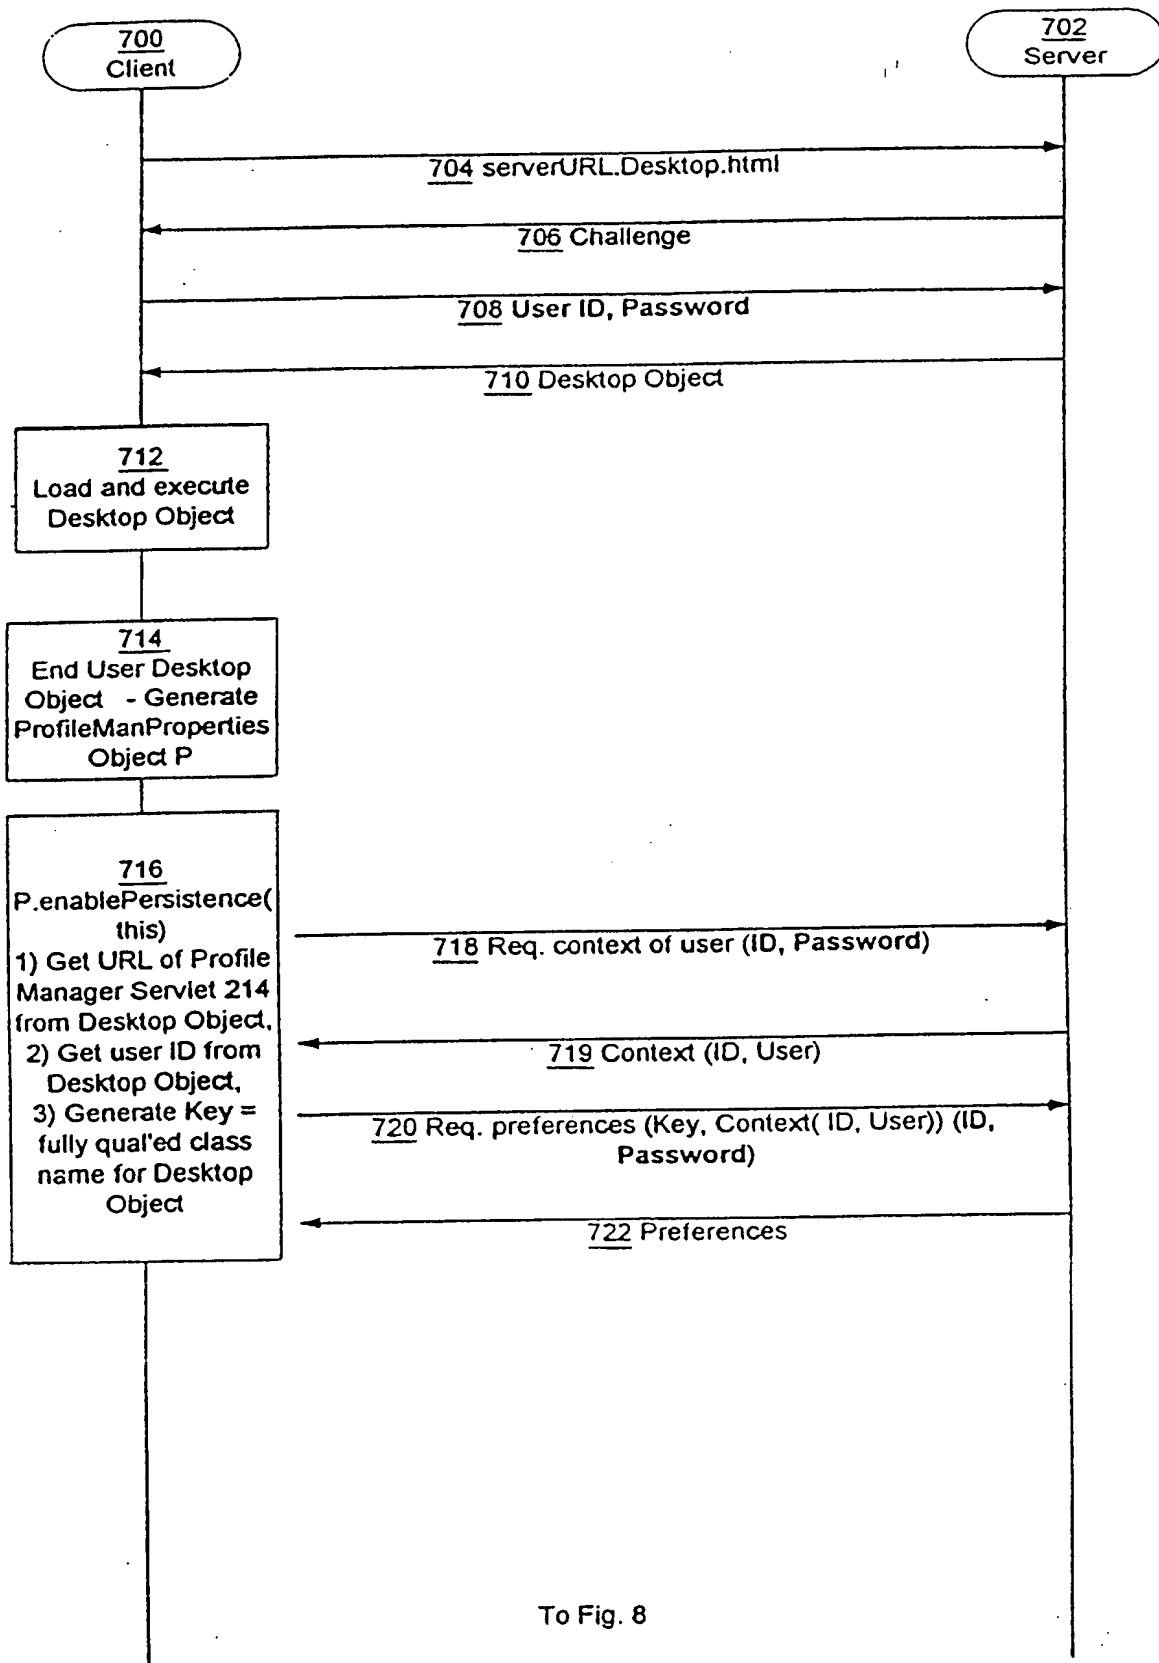 700
Client
702
Server
704 serverURL.Desktop.html
706 Challenge
708 User ID, Password
710 Desktop Object
712
Load and execute
Desktop Object
714
End User Desktop
Object - Generate
ProfileManProperties
Object P
716
P.enablePersistence(
this)
1) Get URL of Profile
Manager Servlet 214
from Desktop Object,
2) Get user ID from
Desktop Object,
3) Generate Key =
fully qual'ed class
name for Desktop
Object
718 Req. context of user (ID, Password)
719 Context (ID, User)
720 Req. preferences (Key, Context( ID, User)) (ID,
Password)
722 Preferences
To Fig. 8